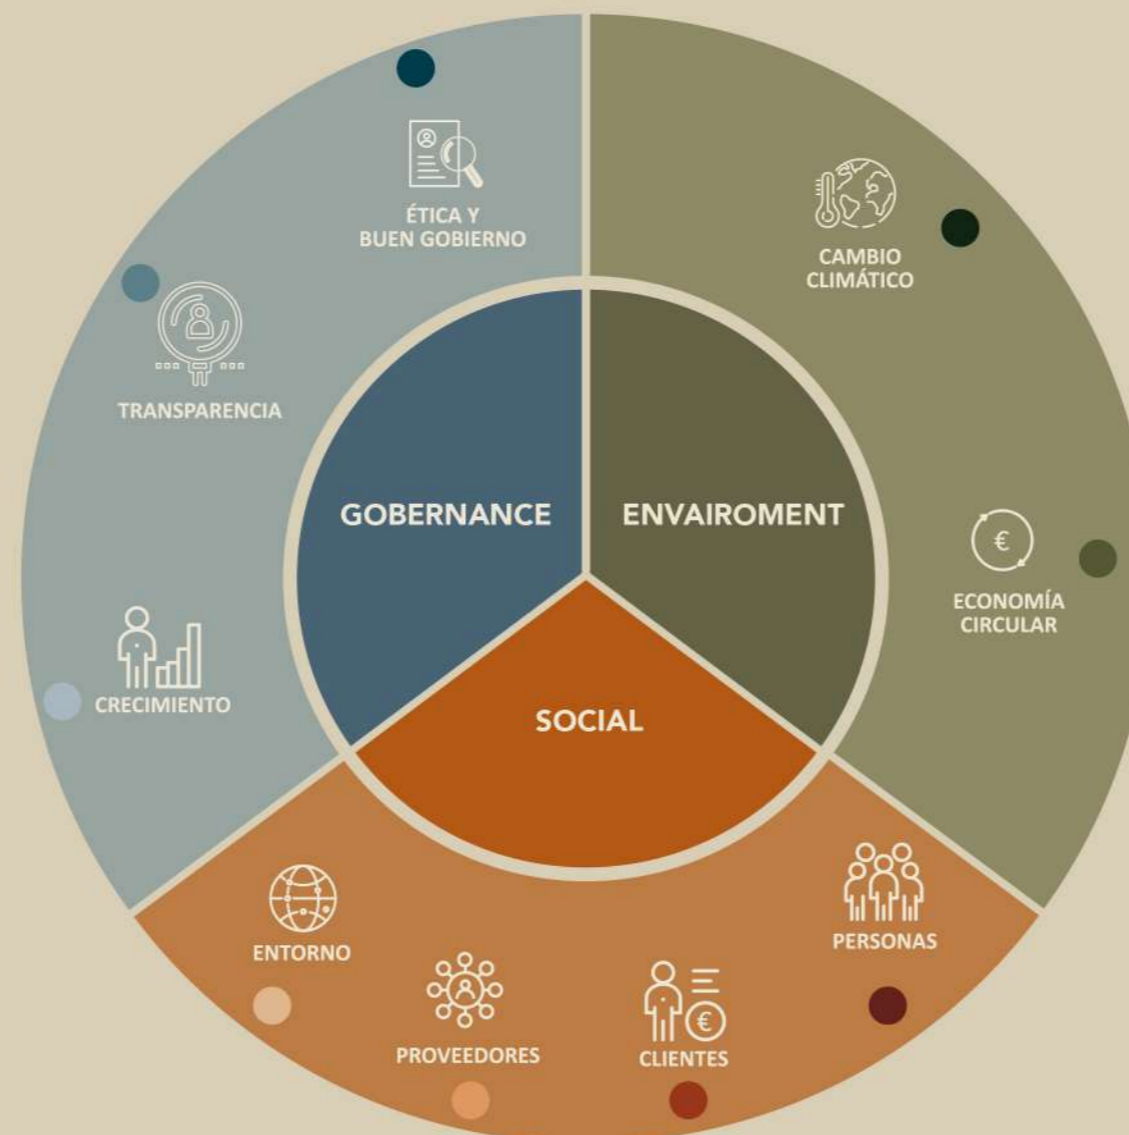 ÉTICA Y
BUEN GOBIERNO
CAMBIO
CLIMÁTICO
TRANSPARENCIA
GOBERNANCE
ENVAIROMENT
€
ECONOMÍA
CIRCULAR
CRECIMIENTO
SOCIAL
ENTORNO
PERSONAS
€
PROVEEDORES
CLIENTES